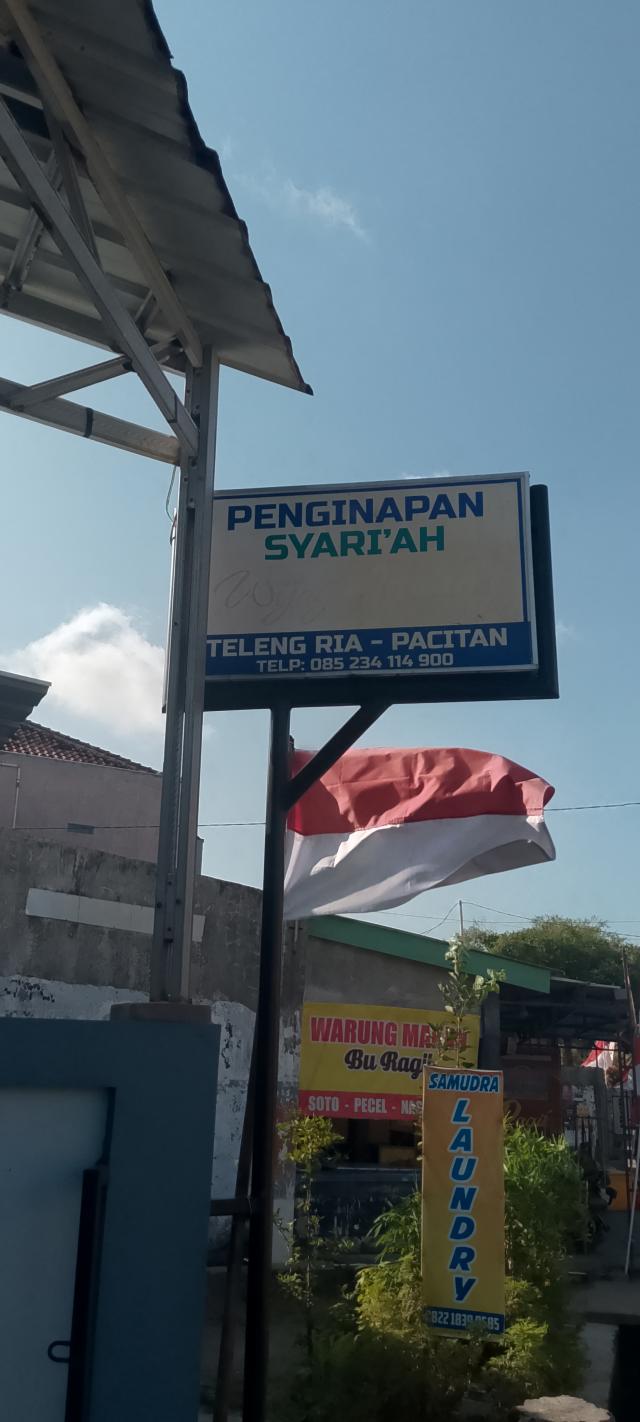 PENGINAPAN
SYARI'AH
TELENG RIA - PACITAN
TELP: 085 234 114 900
WARUNG
Bu
SOTO - PECEL -
SAMUDRA
LAUNDRY